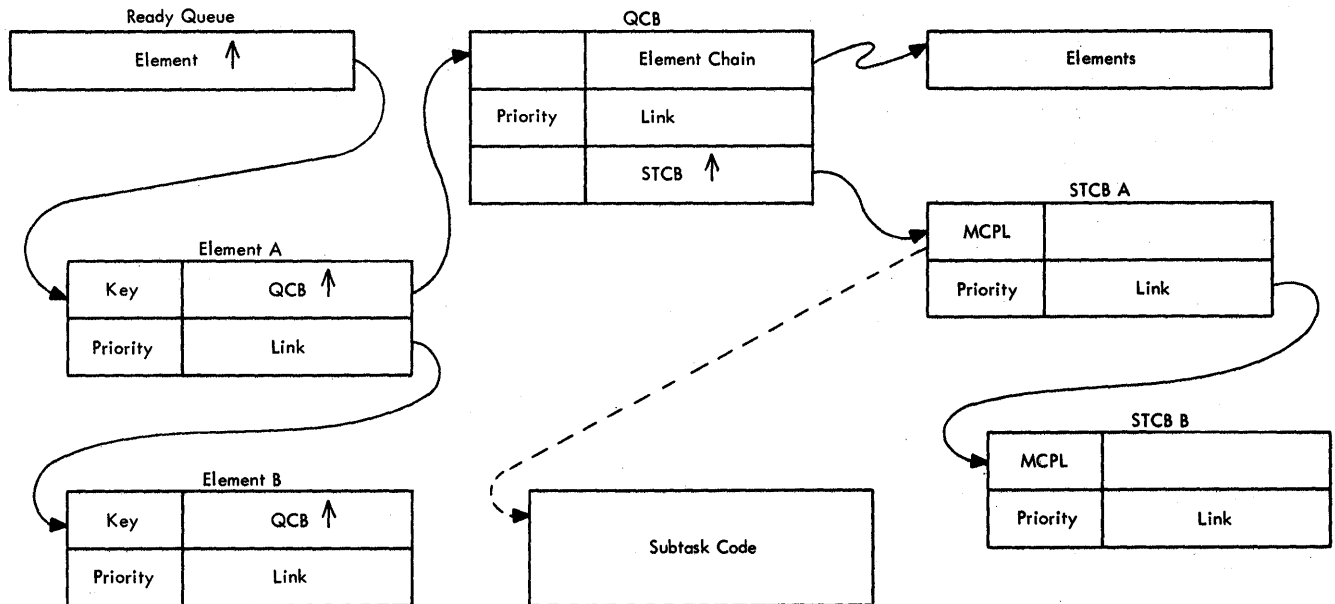 Ready Queue
Element ↑
QCB
Element Chain
Priority Link
STCB ↑
Elements
STCB A
MCPL
Priority Link
Element A
Key QCB ↑
Priority Link
STCB B
MCPL
Priority Link
Element B
Key QCB ↑
Priority Link
Subtask Code